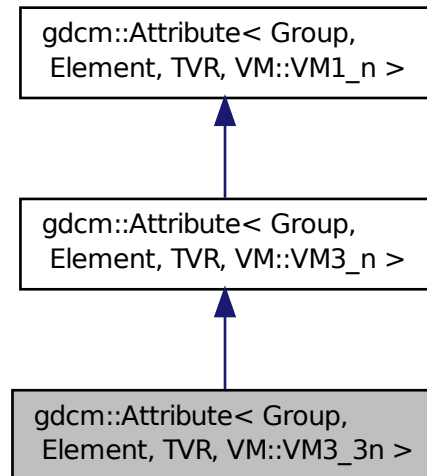 gdcm::Attribute< Group,
Element, TVR, VM::VM1_n >
gdcm::Attribute< Group,
Element, TVR, VM::VM3_n >
gdcm::Attribute< Group,
Element, TVR, VM::VM3_3n >